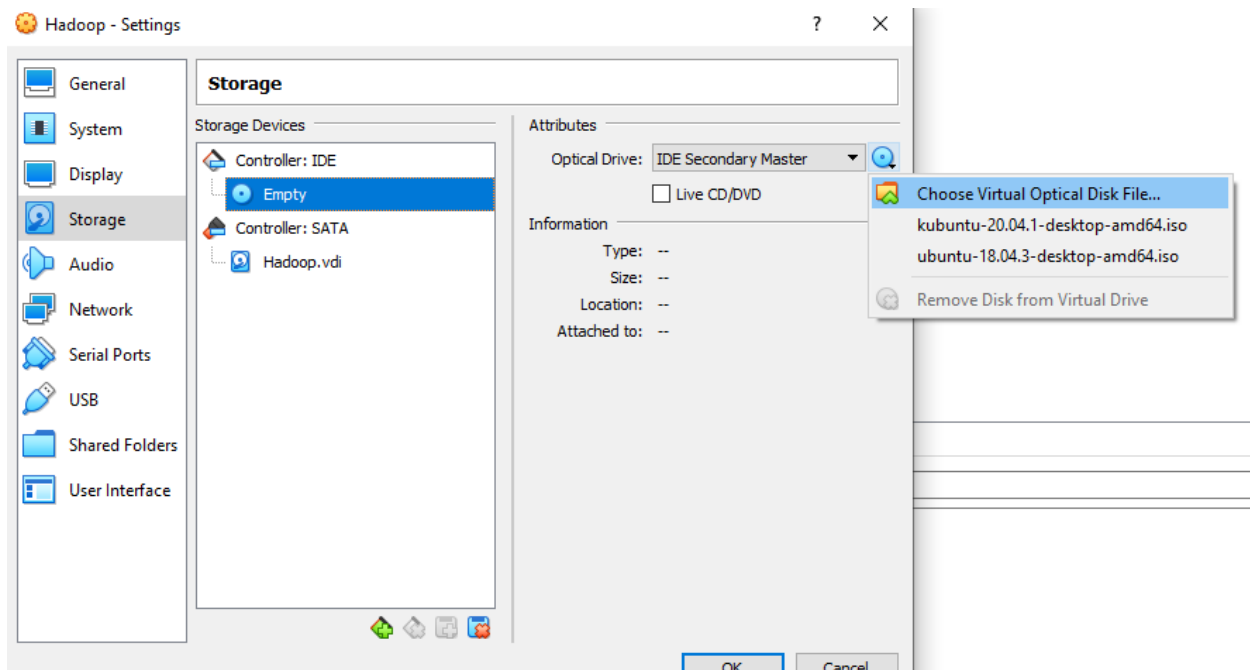 Hadoop - Settings
?
General
System
Display
Storage
Audio
Network
Serial Ports
USB
Shared Folders
User Interface
Storage
Storage Devices
Controller: IDE
Empty
Controller: SATA
Hadoop.vdi
Attributes
Optical Drive: IDE Secondary Master
Live CD/DVD
Information
Type: --
Size: --
Location: --
Attached to: --
Choose Virtual Optical Disk File...
kubuntu-20.04.1-desktop-amd64.iso
ubuntu-18.04.3-desktop-amd64.iso
Remove Disk from Virtual Drive
OK Cancel